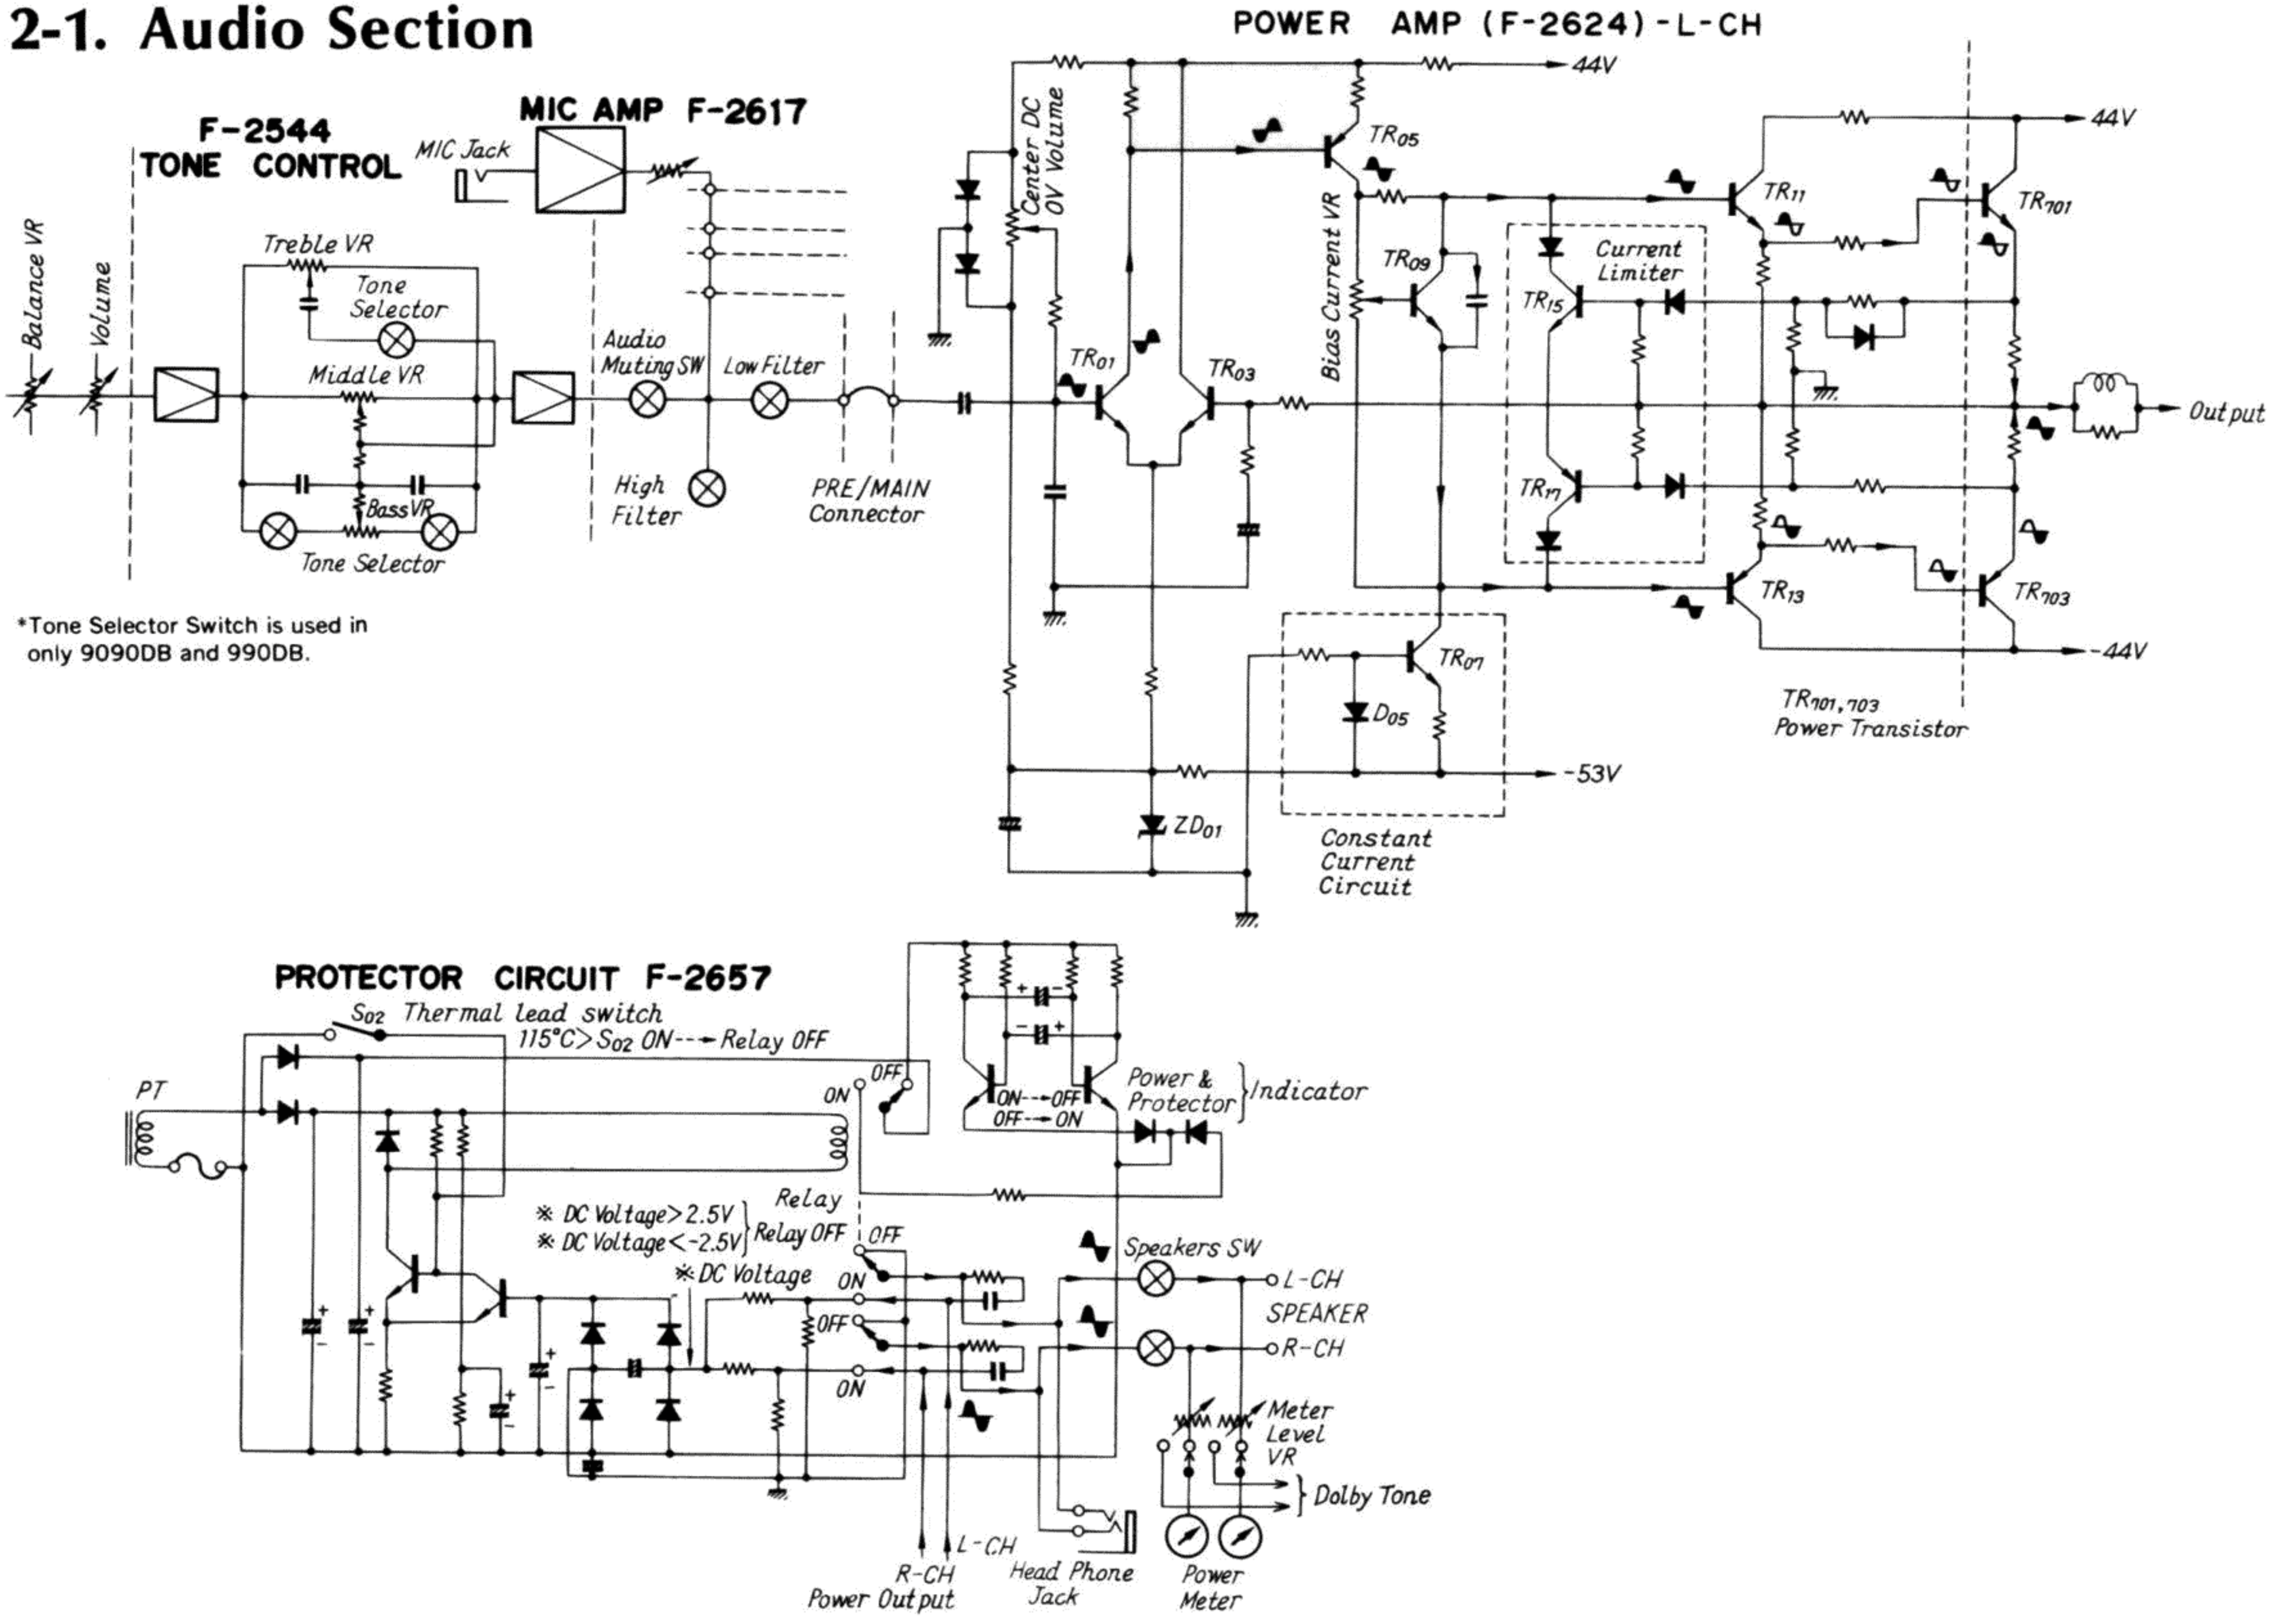 2-1. Audio Section
POWER AMP (F-2624) - L-CH
F-2544
TONE CONTROL
MIC AMP F-2617
MIC Jack
Balance VR
Volume
Treble VR
Tone
Selector
Middle VR
Bass VR
Tone Selector
Audio
Muting SW
Low Filter
High
Filter
PRE/MAIN
Connector
*Tone Selector Switch is used in
only 9090DB and 990DB.
Center DC
0V Volume
44V
TR05
TR01
TR03
Bias Current VR
TR09
TR11
TR15
Current
Limiter
TR17
TR13
44V
TR701
Output
TR703
-44V
TR701,703
Power Transistor
TR07
D05
-53V
ZD01
Constant
Current
Circuit
PROTECTOR CIRCUIT F-2657
S02 Thermal lead switch
115°C>S02 ON---→Relay OFF
PT
ON
OFF
ON--→OFF
OFF--→ON
Power &
Protector
Indicator
Relay
※ DC Voltage>2.5V
※ DC Voltage<-2.5V
Relay OFF
※DC Voltage
OFF
ON
OFF
ON
+
-
-
+
+
-
+
-
+
-
+
-
Speakers SW
L-CH
SPEAKER
R-CH
Meter
Level
VR
Dolby Tone
L-CH
R-CH
Power Output
Head Phone
Jack
Power
Meter